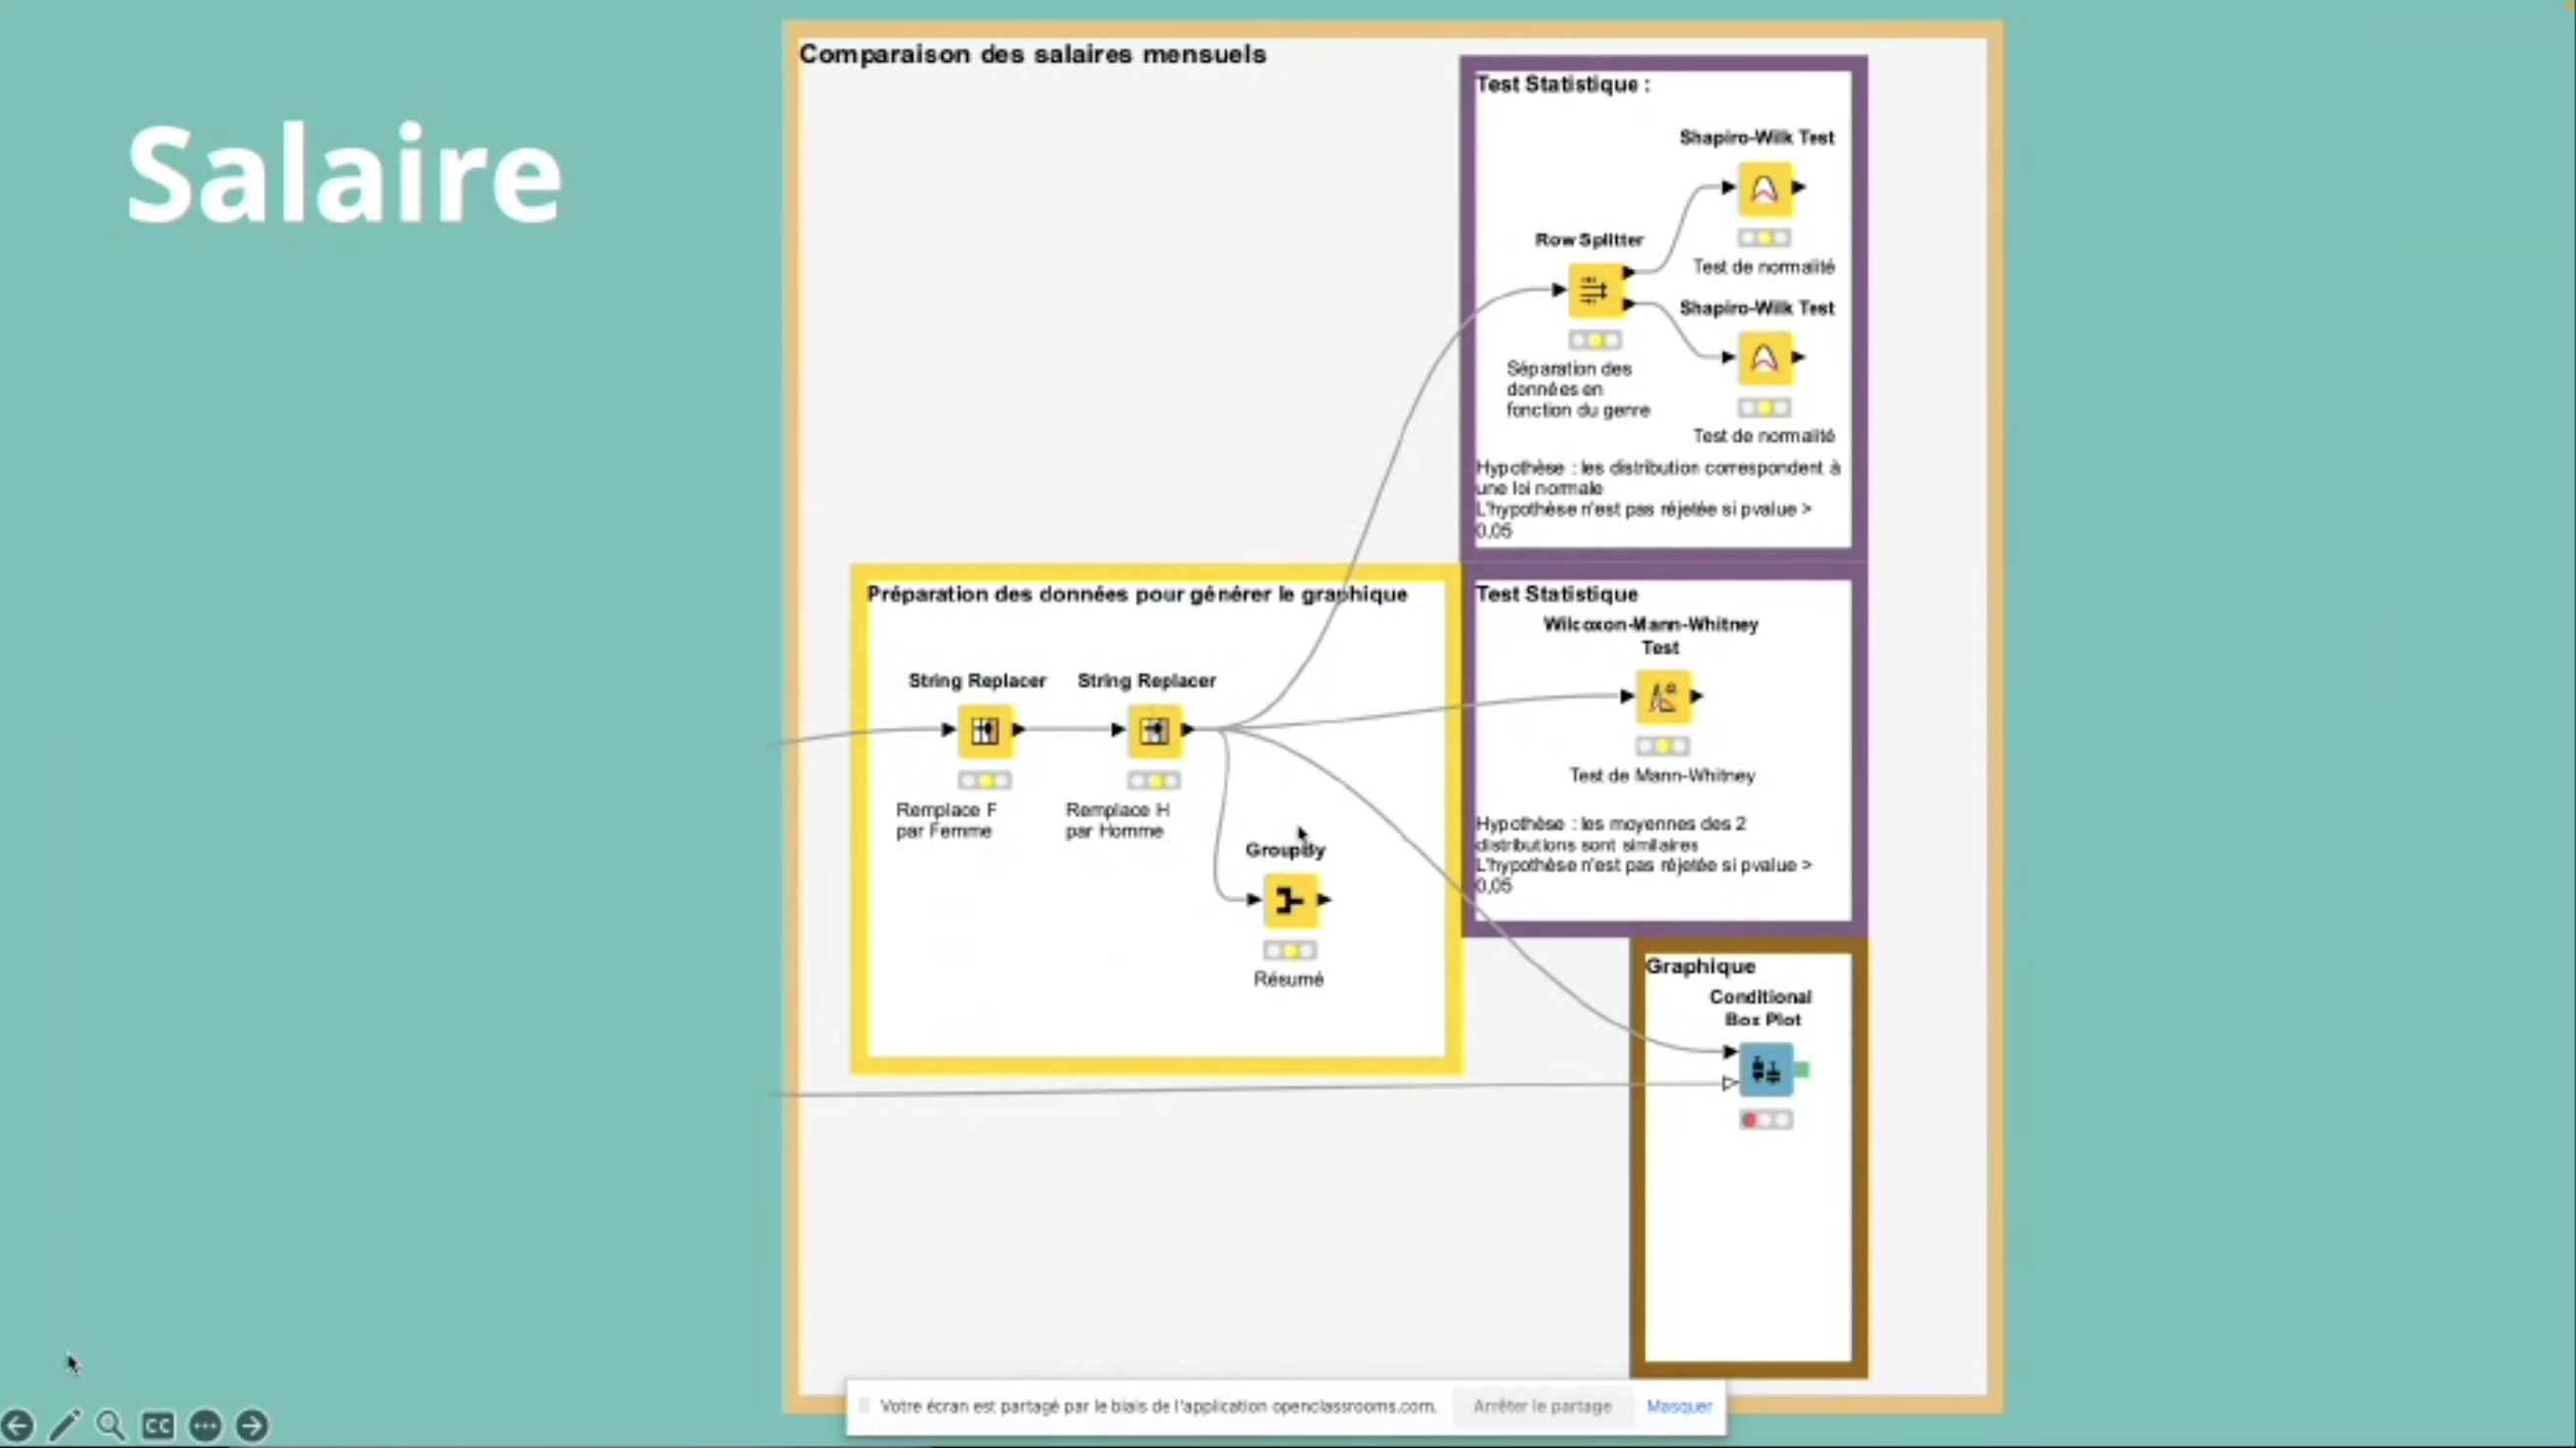 Salaire
Comparaison des salaires mensuels
Test Statistique :
Shapiro-Wilk Test
Test de normalité
Row Splitter
Séparation des
données en
fonction du genre
Shapiro-Wilk Test
Test de normalité
Hypothèse : les distribution correspondent à
une loi normale
L'hypothèse n'est pas réjetée si pvalue >
0,05
Préparation des données pour générer le graphique
String Replacer
Remplace F
par Femme
String Replacer
Remplace H
par Homme
GroupBy
Résumé
Test Statistique
Wilcoxon-Mann-Whitney
Test
Test de Mann-Whitney
Hypothèse : les moyennes des 2
distributions sont similaires
L'hypothèse n'est pas réjetée si pvalue >
0,05
Graphique
Conditional
Box Plot
CC
Votre écran est partagé par le biais de l'application openclassrooms.com.
Arrêter le partage
Masquer